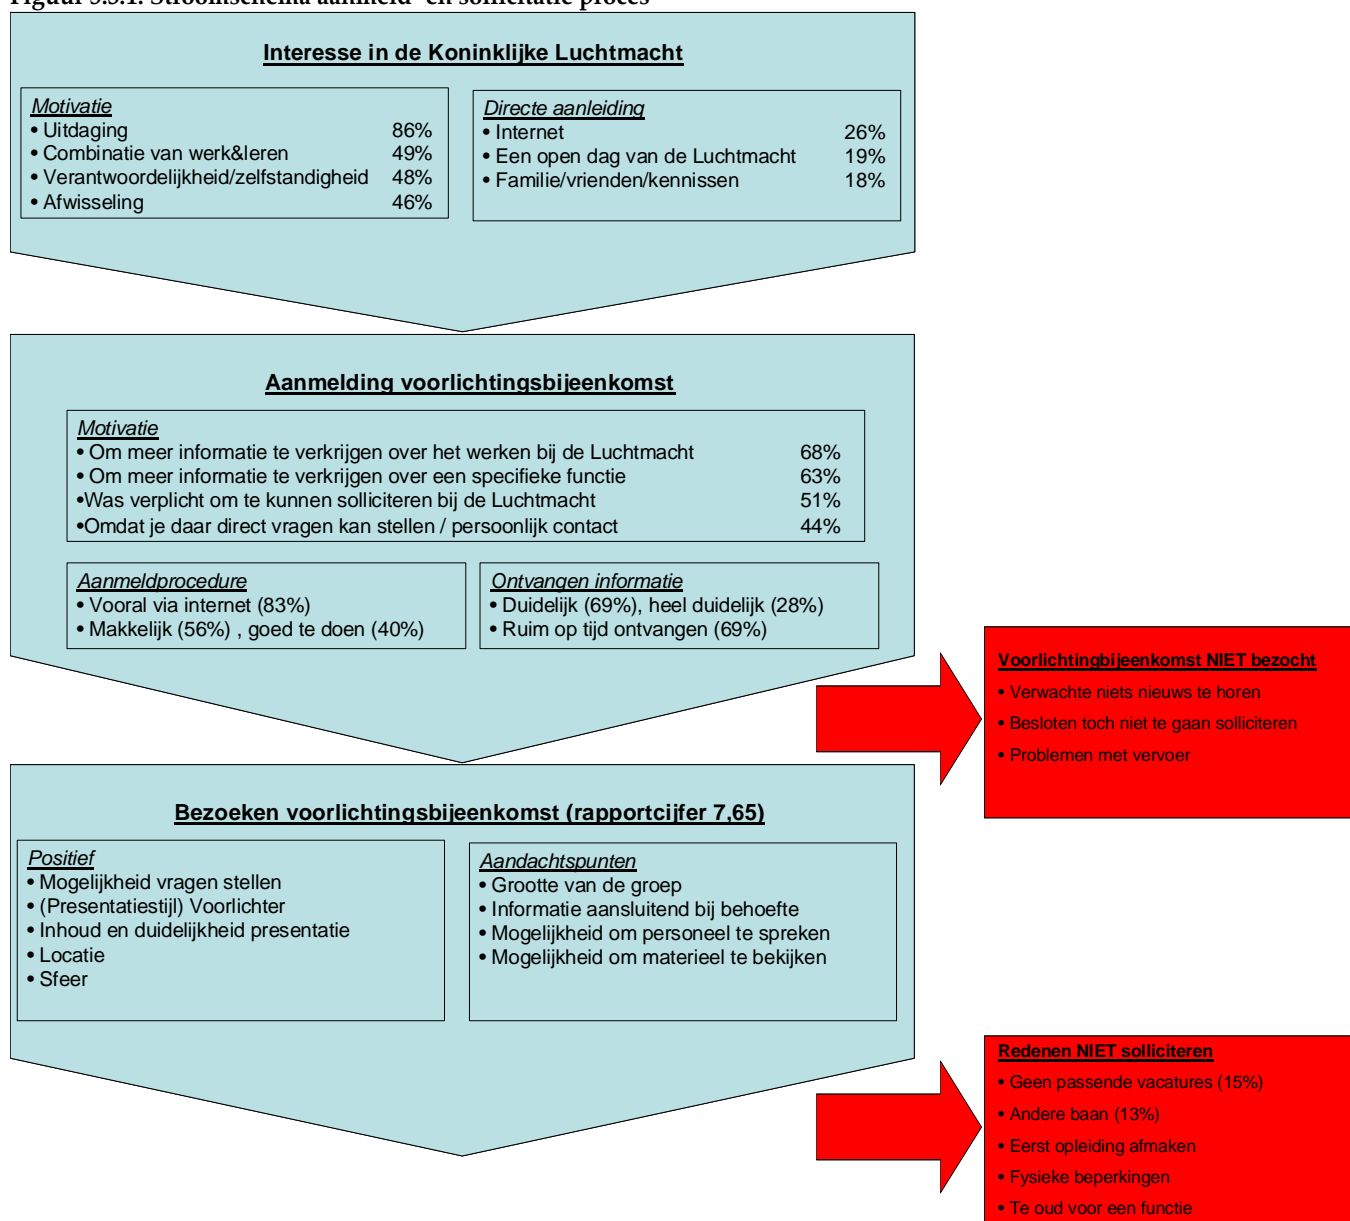 Figuur 3.3.1: Stroomschema aanmeld- en sollicitatie proces
Interesse in de Koninklijke Luchtmacht
Motivatie
• Uitdaging 86%
• Combinatie van werk&leren 49%
• Verantwoordelijkheid/zelfstandigheid 48%
• Afwisseling 46%
Directe aanleiding
• Internet 26%
• Een open dag van de Luchtmacht 19%
• Familie/vrienden/kennissen 18%
Aanmelding voorlichtingsbijeenkomst
Motivatie
• Om meer informatie te verkrijgen over het werken bij de Luchtmacht 68%
• Om meer informatie te verkrijgen over een specifieke functie 63%
•Was verplicht om te kunnen solliciteren bij de Luchtmacht 51%
•Omdat je daar direct vragen kan stellen / persoonlijk contact 44%
Aanmeldprocedure
• Vooral via internet (83%)
• Makkelijk (56%) , goed te doen (40%)
Ontvangen informatie
• Duidelijk (69%), heel duidelijk (28%)
• Ruim op tijd ontvangen (69%)
Voorlichtingbijeenkomst NIET bezocht
• Verwachte niets nieuws te horen
• Besloten toch niet te gaan solliciteren
• Problemen met vervoer
Bezoeken voorlichtingsbijeenkomst (rapportcijfer 7,65)
Positief
• Mogelijkheid vragen stellen
• (Presentatiestijl) Voorlichter
• Inhoud en duidelijkheid presentatie
• Locatie
• Sfeer
Aandachtspunten
• Grootte van de groep
• Informatie aansluitend bij behoefte
• Mogelijkheid om personeel te spreken
• Mogelijkheid om materieel te bekijken
Redenen NIET solliciteren
• Geen passende vacatures (15%)
• Andere baan (13%)
• Eerst opleiding afmaken
• Fysieke beperkingen
• Te oud voor een functie